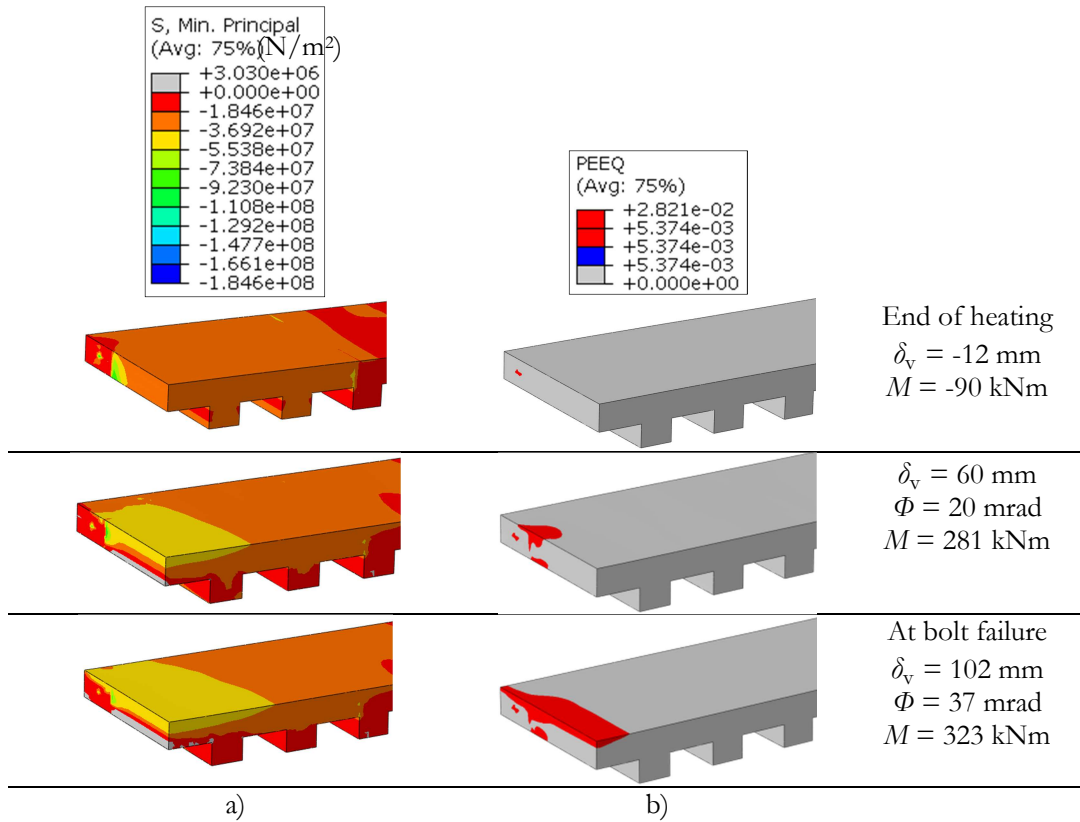 S, Min. Principal
(Avg: 75%)(N/m²)
+3.030e+06
+0.000e+00
-1.846e+07
-3.692e+07
-5.538e+07
-7.384e+07
-9.230e+07
-1.108e+08
-1.292e+08
-1.477e+08
-1.661e+08
-1.846e+08
PEEQ
(Avg: 75%)
+2.821e-02
+5.374e-03
+5.374e-03
+5.374e-03
+0.000e+00
End of heating
δv = -12 mm
M = -90 kNm
δv = 60 mm
Φ = 20 mrad
M = 281 kNm
At bolt failure
δv = 102 mm
Φ = 37 mrad
M = 323 kNm
a)
b)